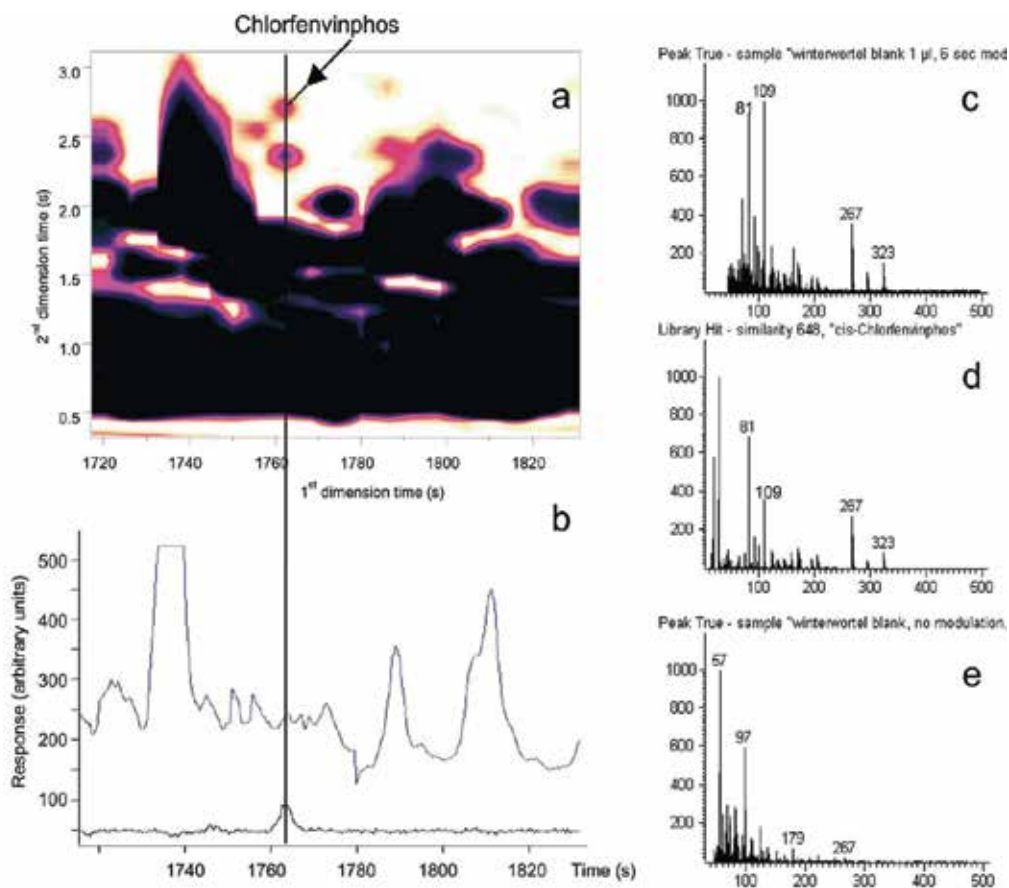 Chlorfenvinphos
a
3.0
2.5
2.0
1.5
1.0
0.5
2nd dimension time (s)
1720 1740 1760 1780 1800 1820
1st dimension time (s)
b
500
400
300
200
100
Response (arbitrary units)
1740 1760 1780 1800 1820 Time (s)
Peak True - sample "winterwortel blank 1 µl, 6 sec mod
c
1000
800
600
400
200
81
109
267
323
100 200 300 400 500
Library Hit - similarity 648, "cis-Chlorfenvinphos"
d
1000
800
600
400
200
81
109
267
323
100 200 300 400 500
Peak True - sample "winterwortel blank, no modulation.
e
1000
800
600
400
200
57
97
179
267
100 200 300 400 500